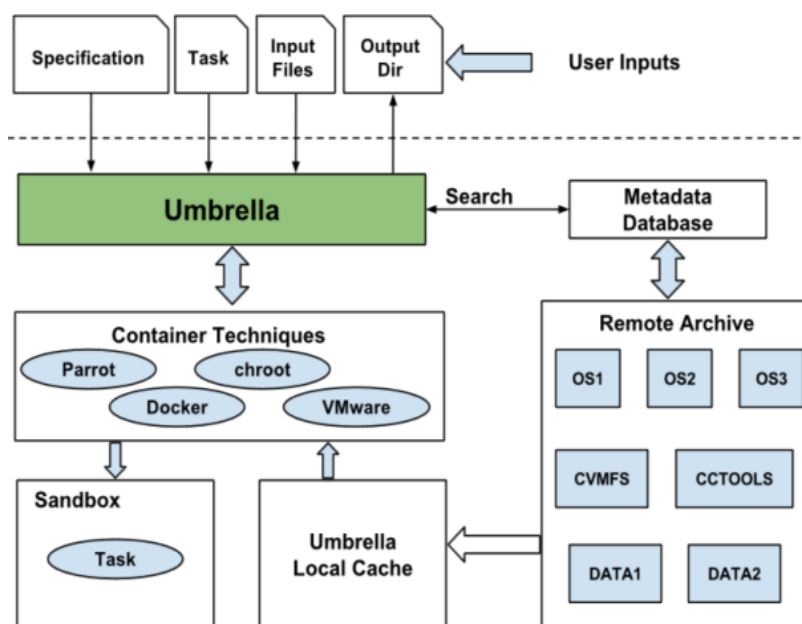 Specification
Task
Input
Files
Output
Dir
User Inputs
Umbrella
Search
Metadata
Database
Container Techniques
Parrot
chroot
Docker
VMware
Remote Archive
OS1
OS2
OS3
CVMFS
CCTOOLS
DATA1
DATA2
Sandbox
Task
Umbrella
Local Cache